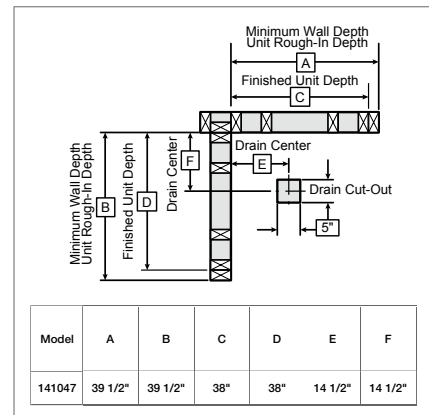 Minimum Wall Depth
Unit Rough-In Depth
A
Finished Unit Depth
C
Drain Center
F
E
Drain Center
Drain Cut-Out
5"
Minimum Wall Depth
Unit Rough-In Depth
B
Finished Unit Depth
D
Model A B C D E F
141047 39 1/2" 39 1/2" 38" 38" 14 1/2" 14 1/2"